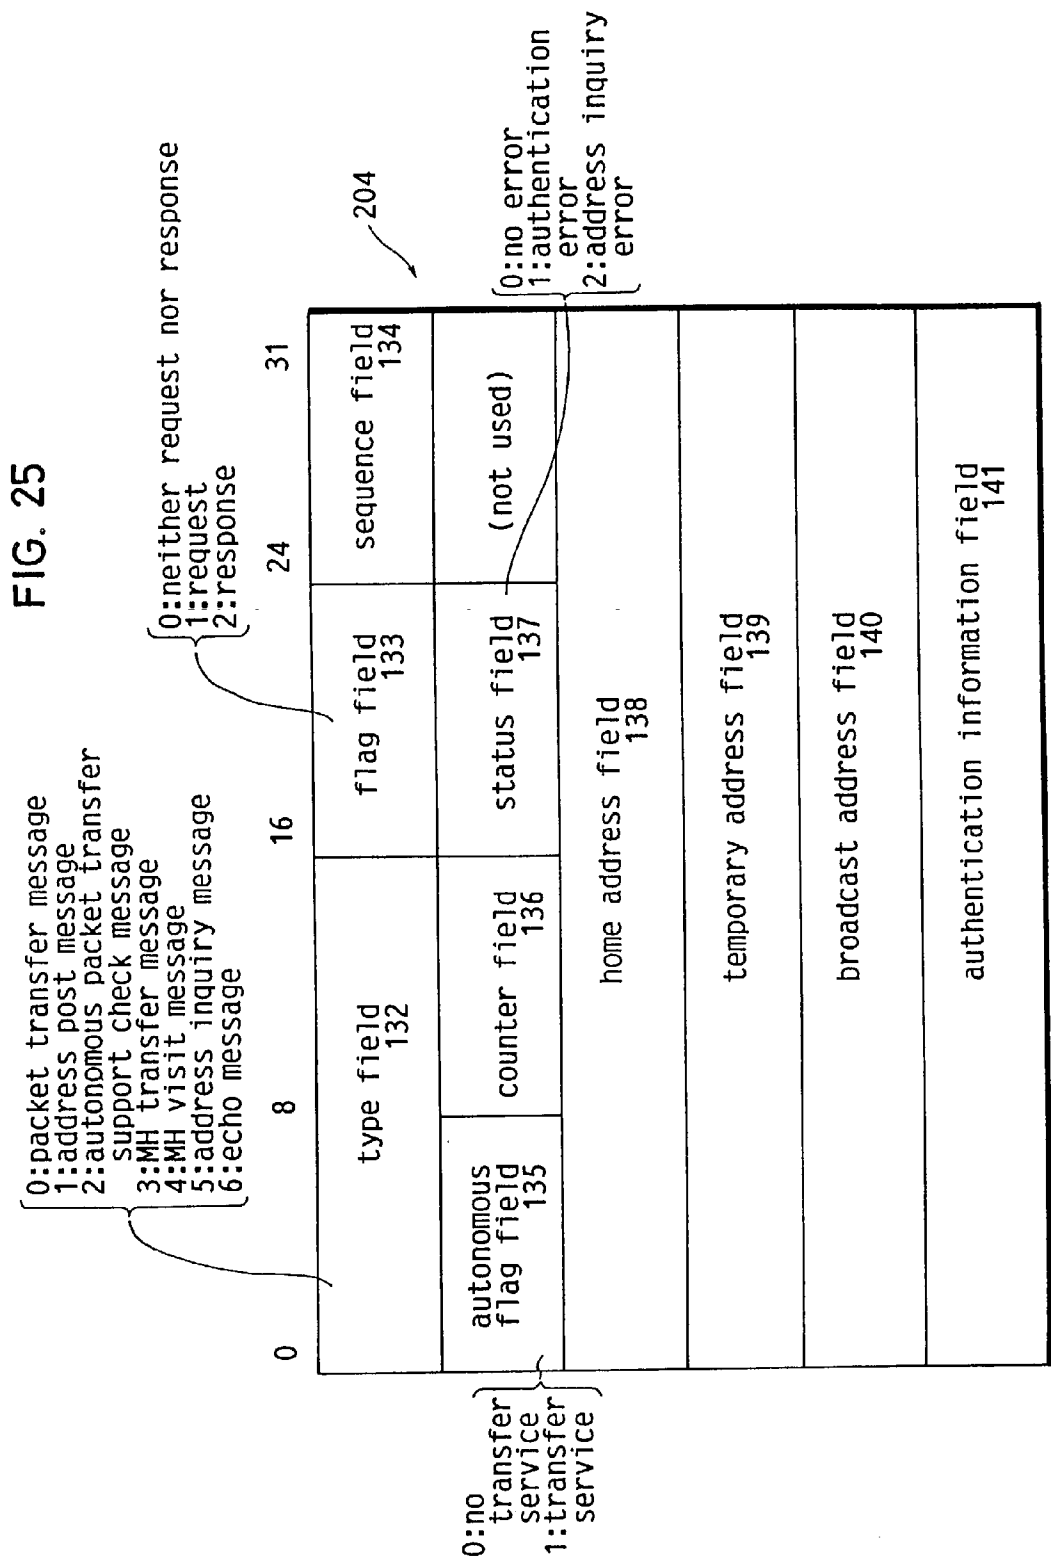 FIG. 25
0:packet transfer message
1:address post message
2:autonomous packet transfer
support check message
3:MH transfer message
4:MH visit message
5:address inquiry message
6:echo message
0:neither request nor response
1:request
2:response
204
0
8
16
24
31
type field
132
flag field
133
sequence field
134
autonomous
flag field
135
counter field
136
status field
137
(not used)
0:no
transfer
service
1:transfer
service
0:no error
1:authentication
error
2:address inquiry
error
home address field
138
temporary address field
139
broadcast address field
140
authentication information field
141